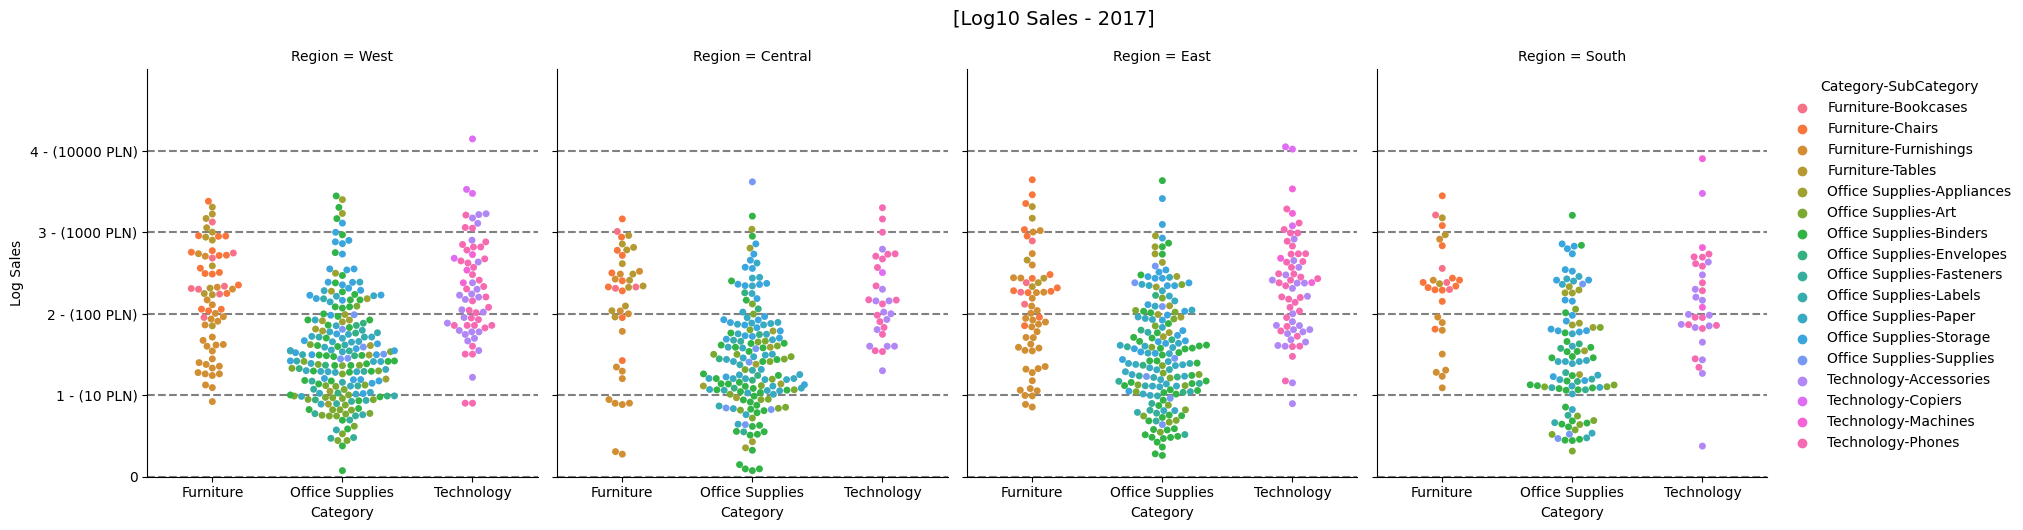 [Log10 Sales - 2017]
Region = West
Region = Central
Region = East
Region = South
Log Sales
4 - (10000 PLN)
3 - (1000 PLN)
2 - (100 PLN)
1 - (10 PLN)
0
Furniture Office Supplies Technology
Category
Furniture Office Supplies Technology
Category
Furniture Office Supplies Technology
Category
Furniture Office Supplies Technology
Category
Category-SubCategory
Furniture-Bookcases
Furniture-Chairs
Furniture-Furnishings
Furniture-Tables
Office Supplies-Appliances
Office Supplies-Art
Office Supplies-Binders
Office Supplies-Envelopes
Office Supplies-Fasteners
Office Supplies-Labels
Office Supplies-Paper
Office Supplies-Storage
Office Supplies-Supplies
Technology-Accessories
Technology-Copiers
Technology-Machines
Technology-Phones